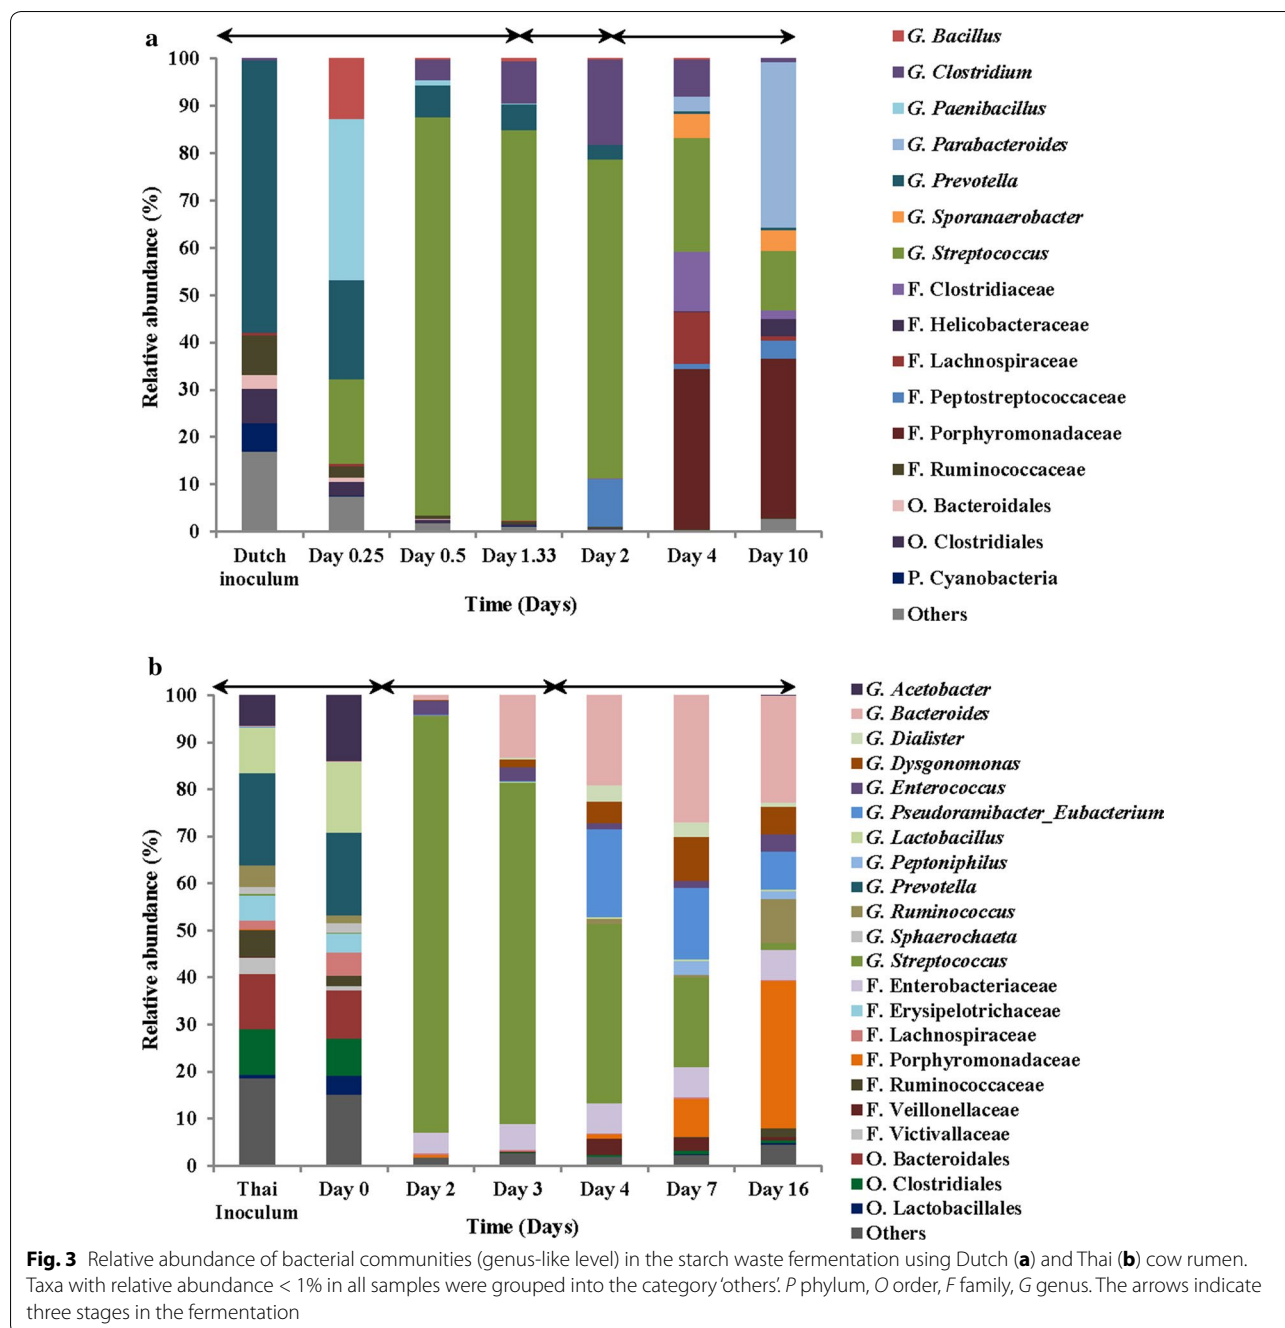 a
Relative abundance (%)
100
90
80
70
60
50
40
30
20
10
0
Dutch inoculum
Day 0.25
Day 0.5
Day 1.33
Day 2
Day 4
Day 10
Time (Days)
G. Bacillus
G. Clostridium
G. Paenibacillus
G. Parabacteroides
G. Prevotella
G. Sporanaerobacter
G. Streptococcus
F. Clostridiaceae
F. Helicobacteraceae
F. Lachnospiraceae
F. Peptostreptococcaceae
F. Porphyromonadaceae
F. Ruminococcaceae
O. Bacteroidales
O. Clostridiales
P. Cyanobacteria
Others
b
Relative abundance (%)
100
90
80
70
60
50
40
30
20
10
0
Thai Inoculum
Day 0
Day 2
Day 3
Day 4
Day 7
Day 16
Time (Days)
G. Acetobacter
G. Bacteroides
G. Dialister
G. Dysgonomonas
G. Enterococcus
G. Pseudoramibacter_Eubacterium
G. Lactobacillus
G. Peptoniphilus
G. Prevotella
G. Ruminococcus
G. Sphaerochaeta
G. Streptococcus
F. Enterobacteriaceae
F. Erysipelotrichaceae
F. Lachnospiraceae
F. Porphyromonadaceae
F. Ruminococcaceae
F. Veillonellaceae
F. Victivallaceae
O. Bacteroidales
O. Clostridiales
O. Lactobacillales
Others
Fig. 3 Relative abundance of bacterial communities (genus-like level) in the starch waste fermentation using Dutch (a) and Thai (b) cow rumen.
Taxa with relative abundance < 1% in all samples were grouped into the category ‘others’. P phylum, O order, F family, G genus. The arrows indicate
three stages in the fermentation